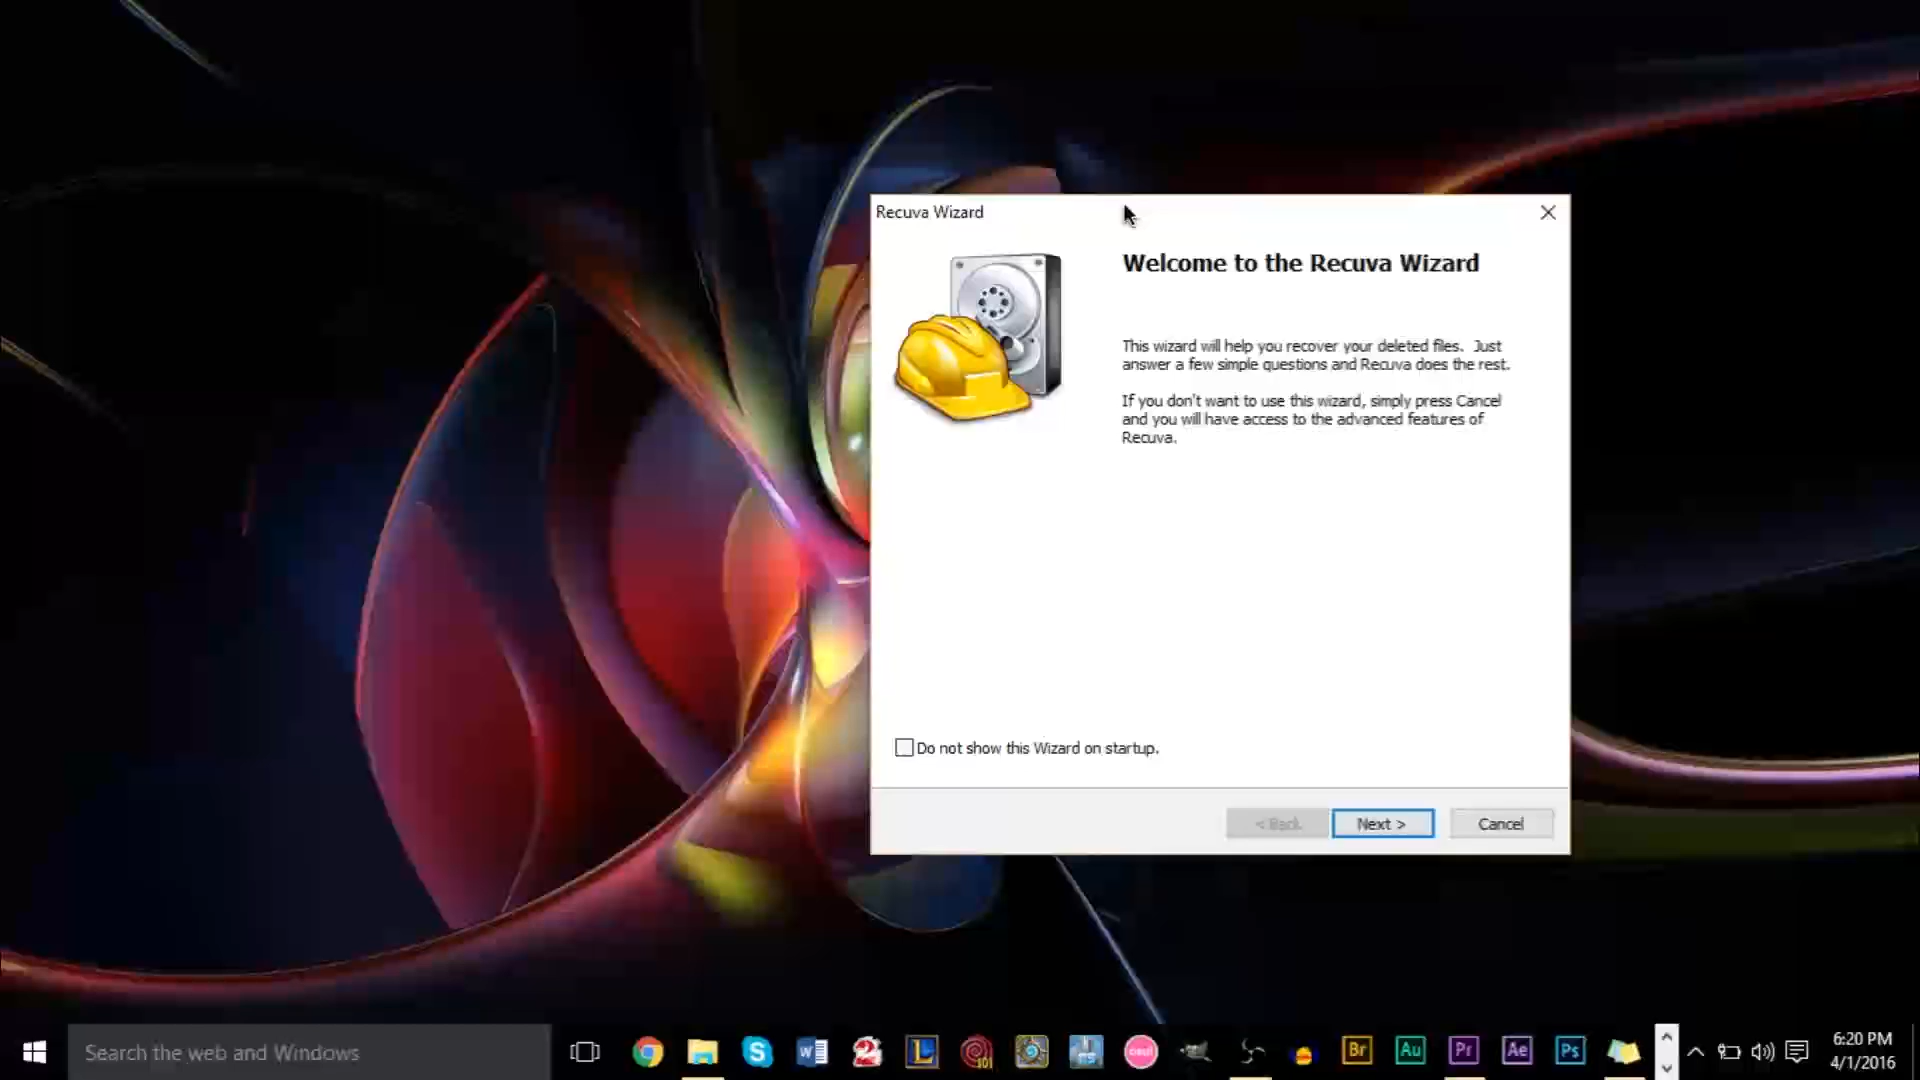 Recuva Wizard
Welcome to the Recuva Wizard
This wizard will help you recover your deleted files. Just
answer a few simple questions and Recuva does the rest.
If you don't want to use this wizard, simply press Cancel
and you will have access to the advanced features of
Recuva.
Do not show this Wizard on startup.
< Back
Next >
Cancel
Search the web and Windows
S
W
2
L
101
osu!
Br
Au
Pr
Ae
Ps
6:20 PM
4/1/2016